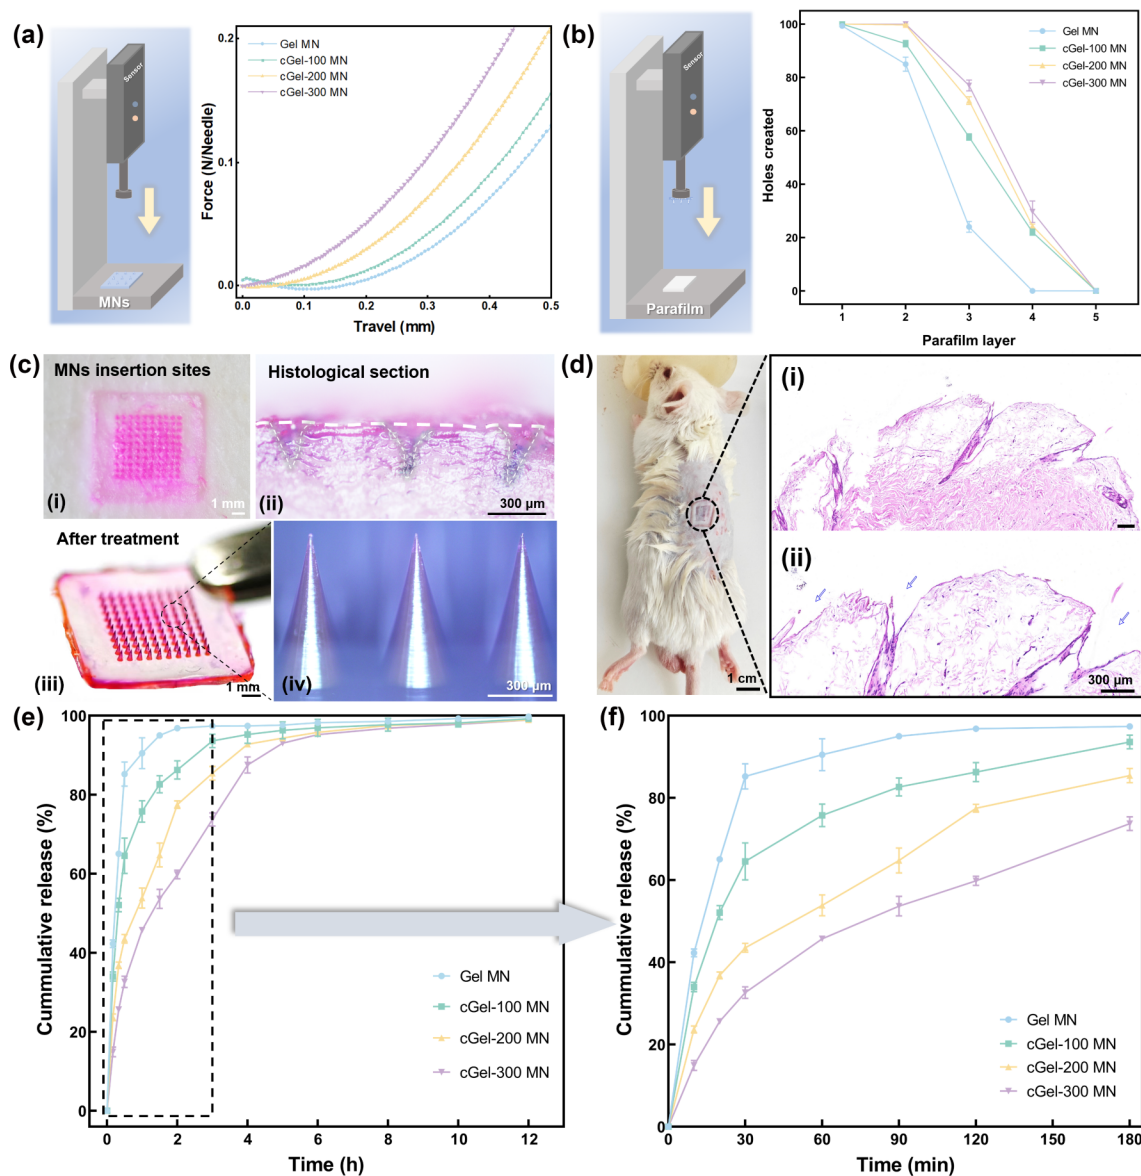 (a)
Sensor
MNs
0.2
0.1
0.0
Force (N/Needle)
Gel MN
cGel-100 MN
cGel-200 MN
cGel-300 MN
0.0 0.1 0.2 0.3 0.4 0.5
Travel (mm)
(b)
Sensor
Parafilm
100
80
60
40
20
0
Holes created
Gel MN
cGel-100 MN
cGel-200 MN
cGel-300 MN
1 2 3 4 5
Parafilm layer
(c)
MNs insertion sites
(i)
1 mm
Histological section
(ii)
300 µm
After treatment
(iii)
1 mm
(iv)
300 µm
(d)
1 cm
(i)
(ii)
300 µm
(e)
100
80
60
40
20
0
Cummulative release (%)
Gel MN
cGel-100 MN
cGel-200 MN
cGel-300 MN
0 2 4 6 8 10 12
Time (h)
(f)
100
80
60
40
20
0
Cummulative release (%)
Gel MN
cGel-100 MN
cGel-200 MN
cGel-300 MN
0 30 60 90 120 150 180
Time (min)